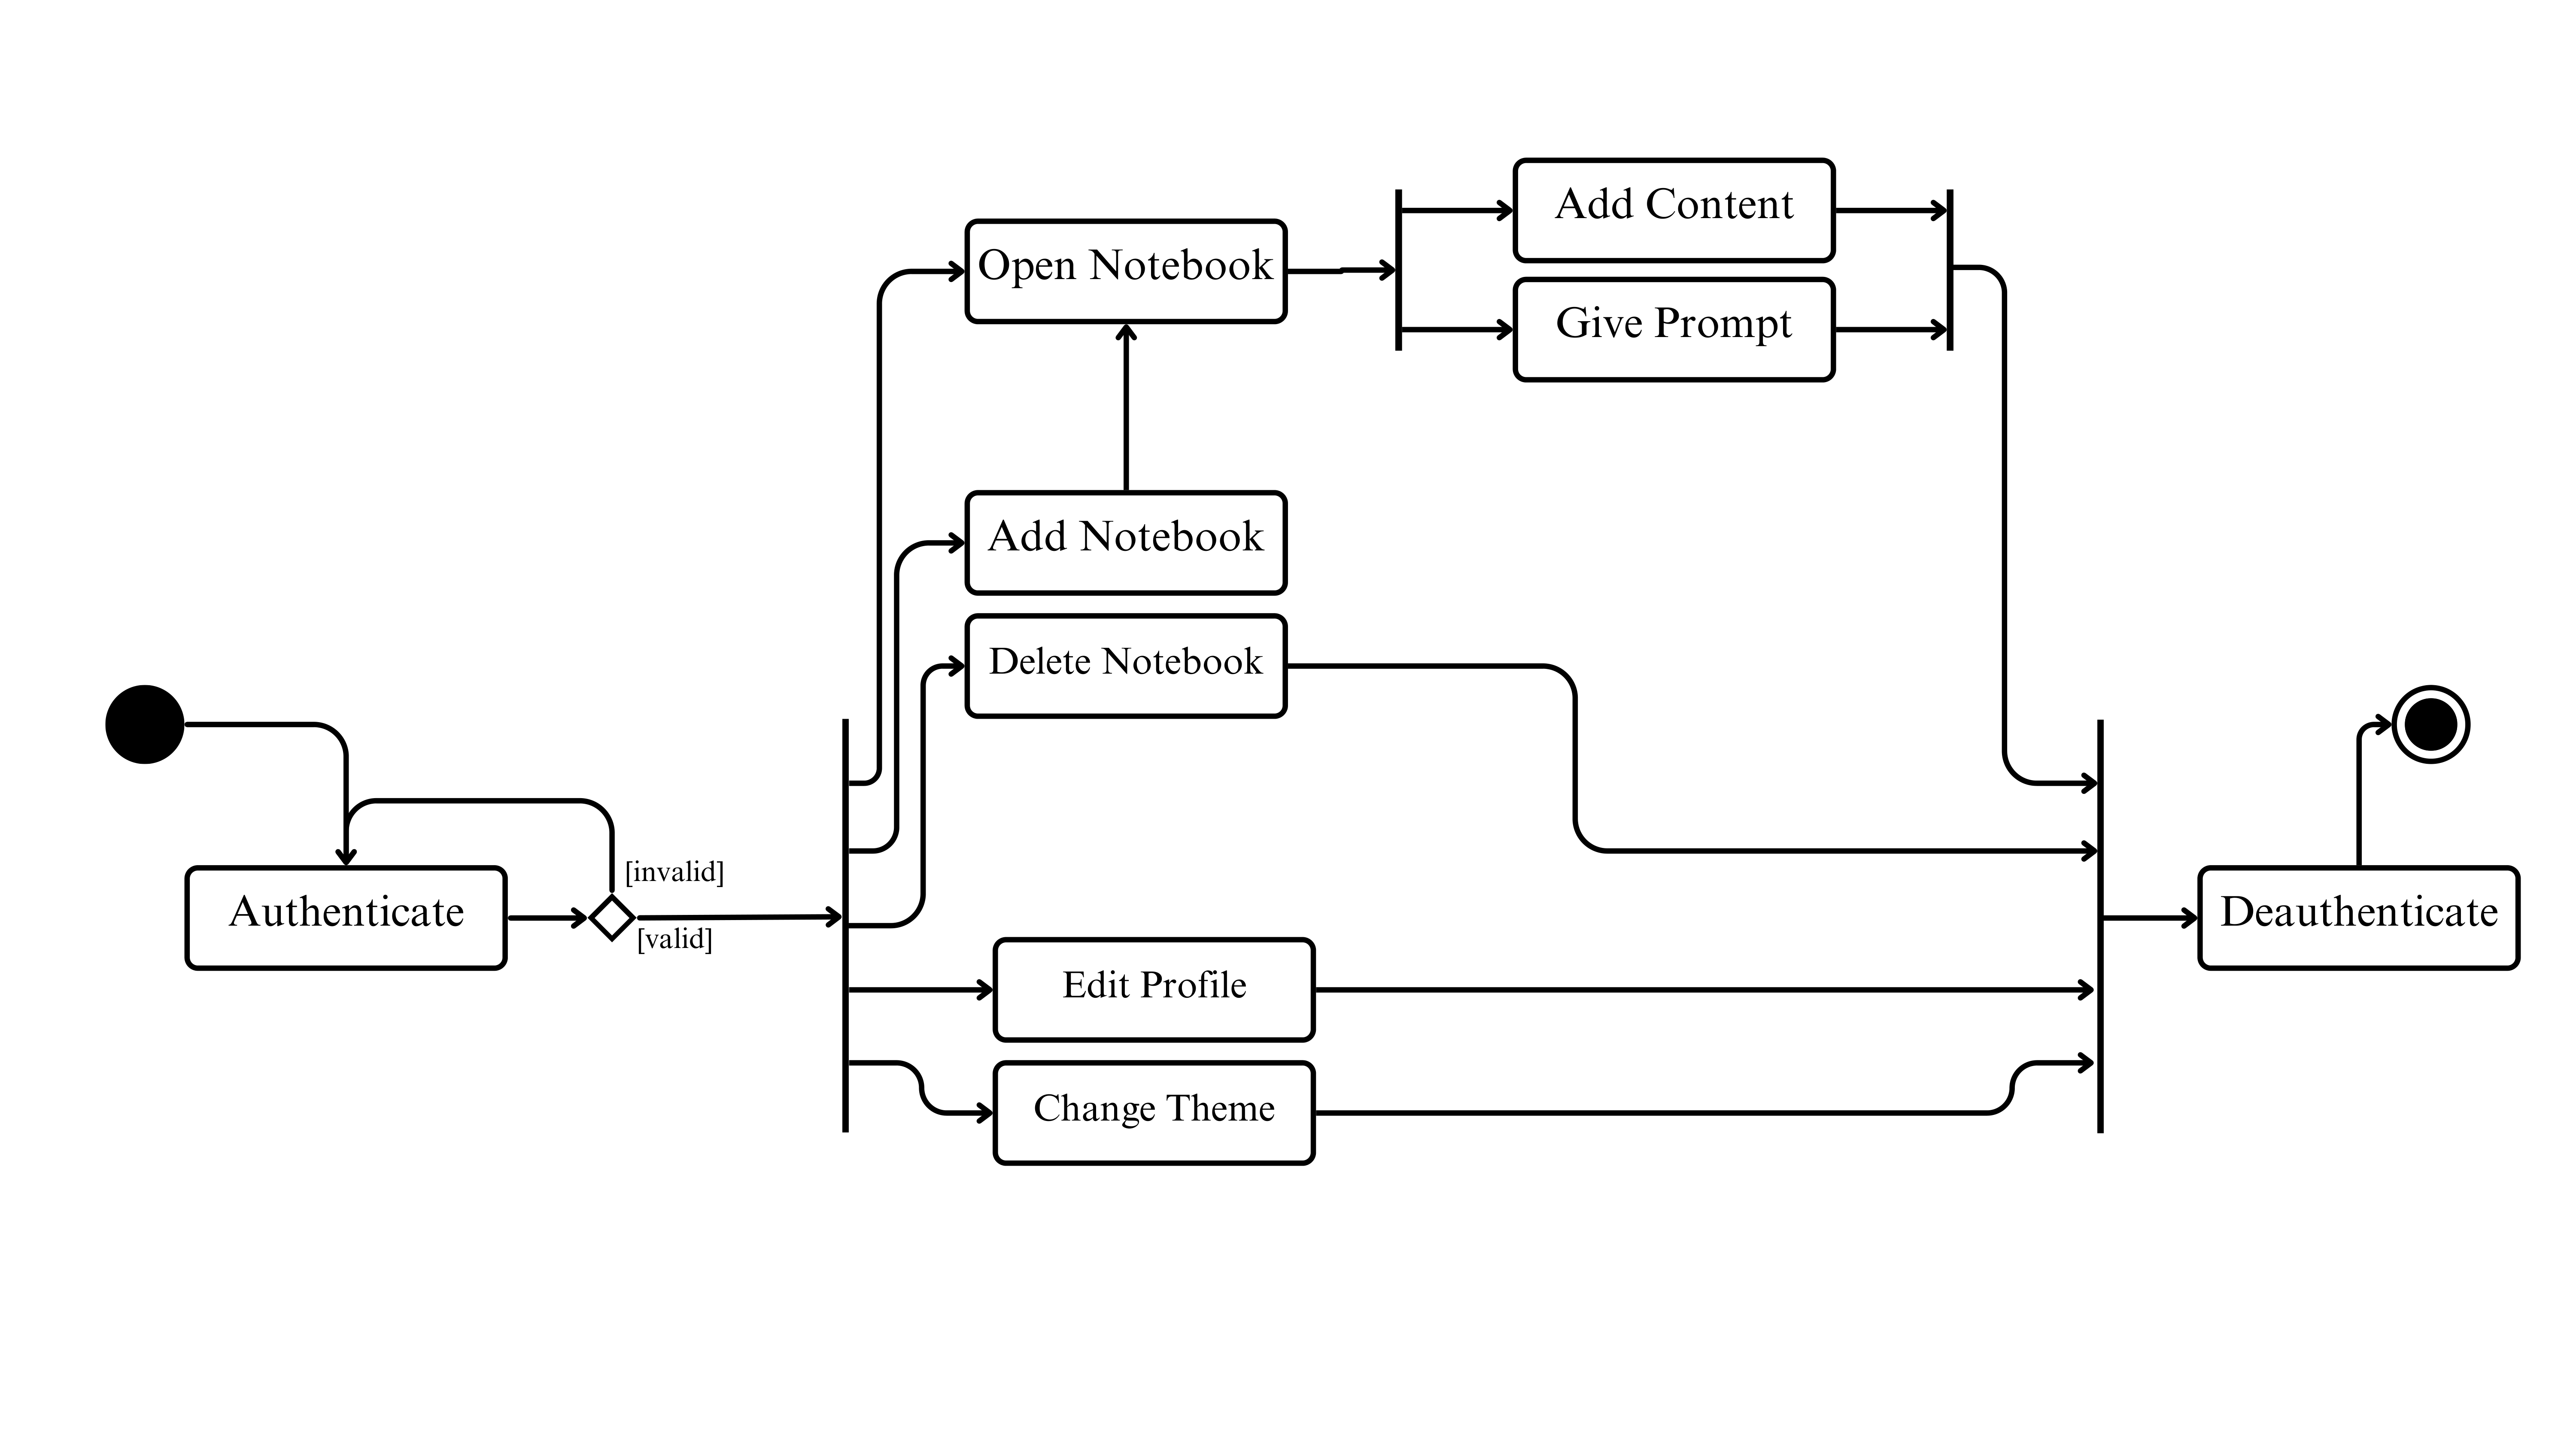 Add Content
Open Notebook
Give Prompt
Add Notebook
Delete Notebook
[invalid]
Authenticate
[valid]
Deauthenticate
Edit Profile
Change Theme